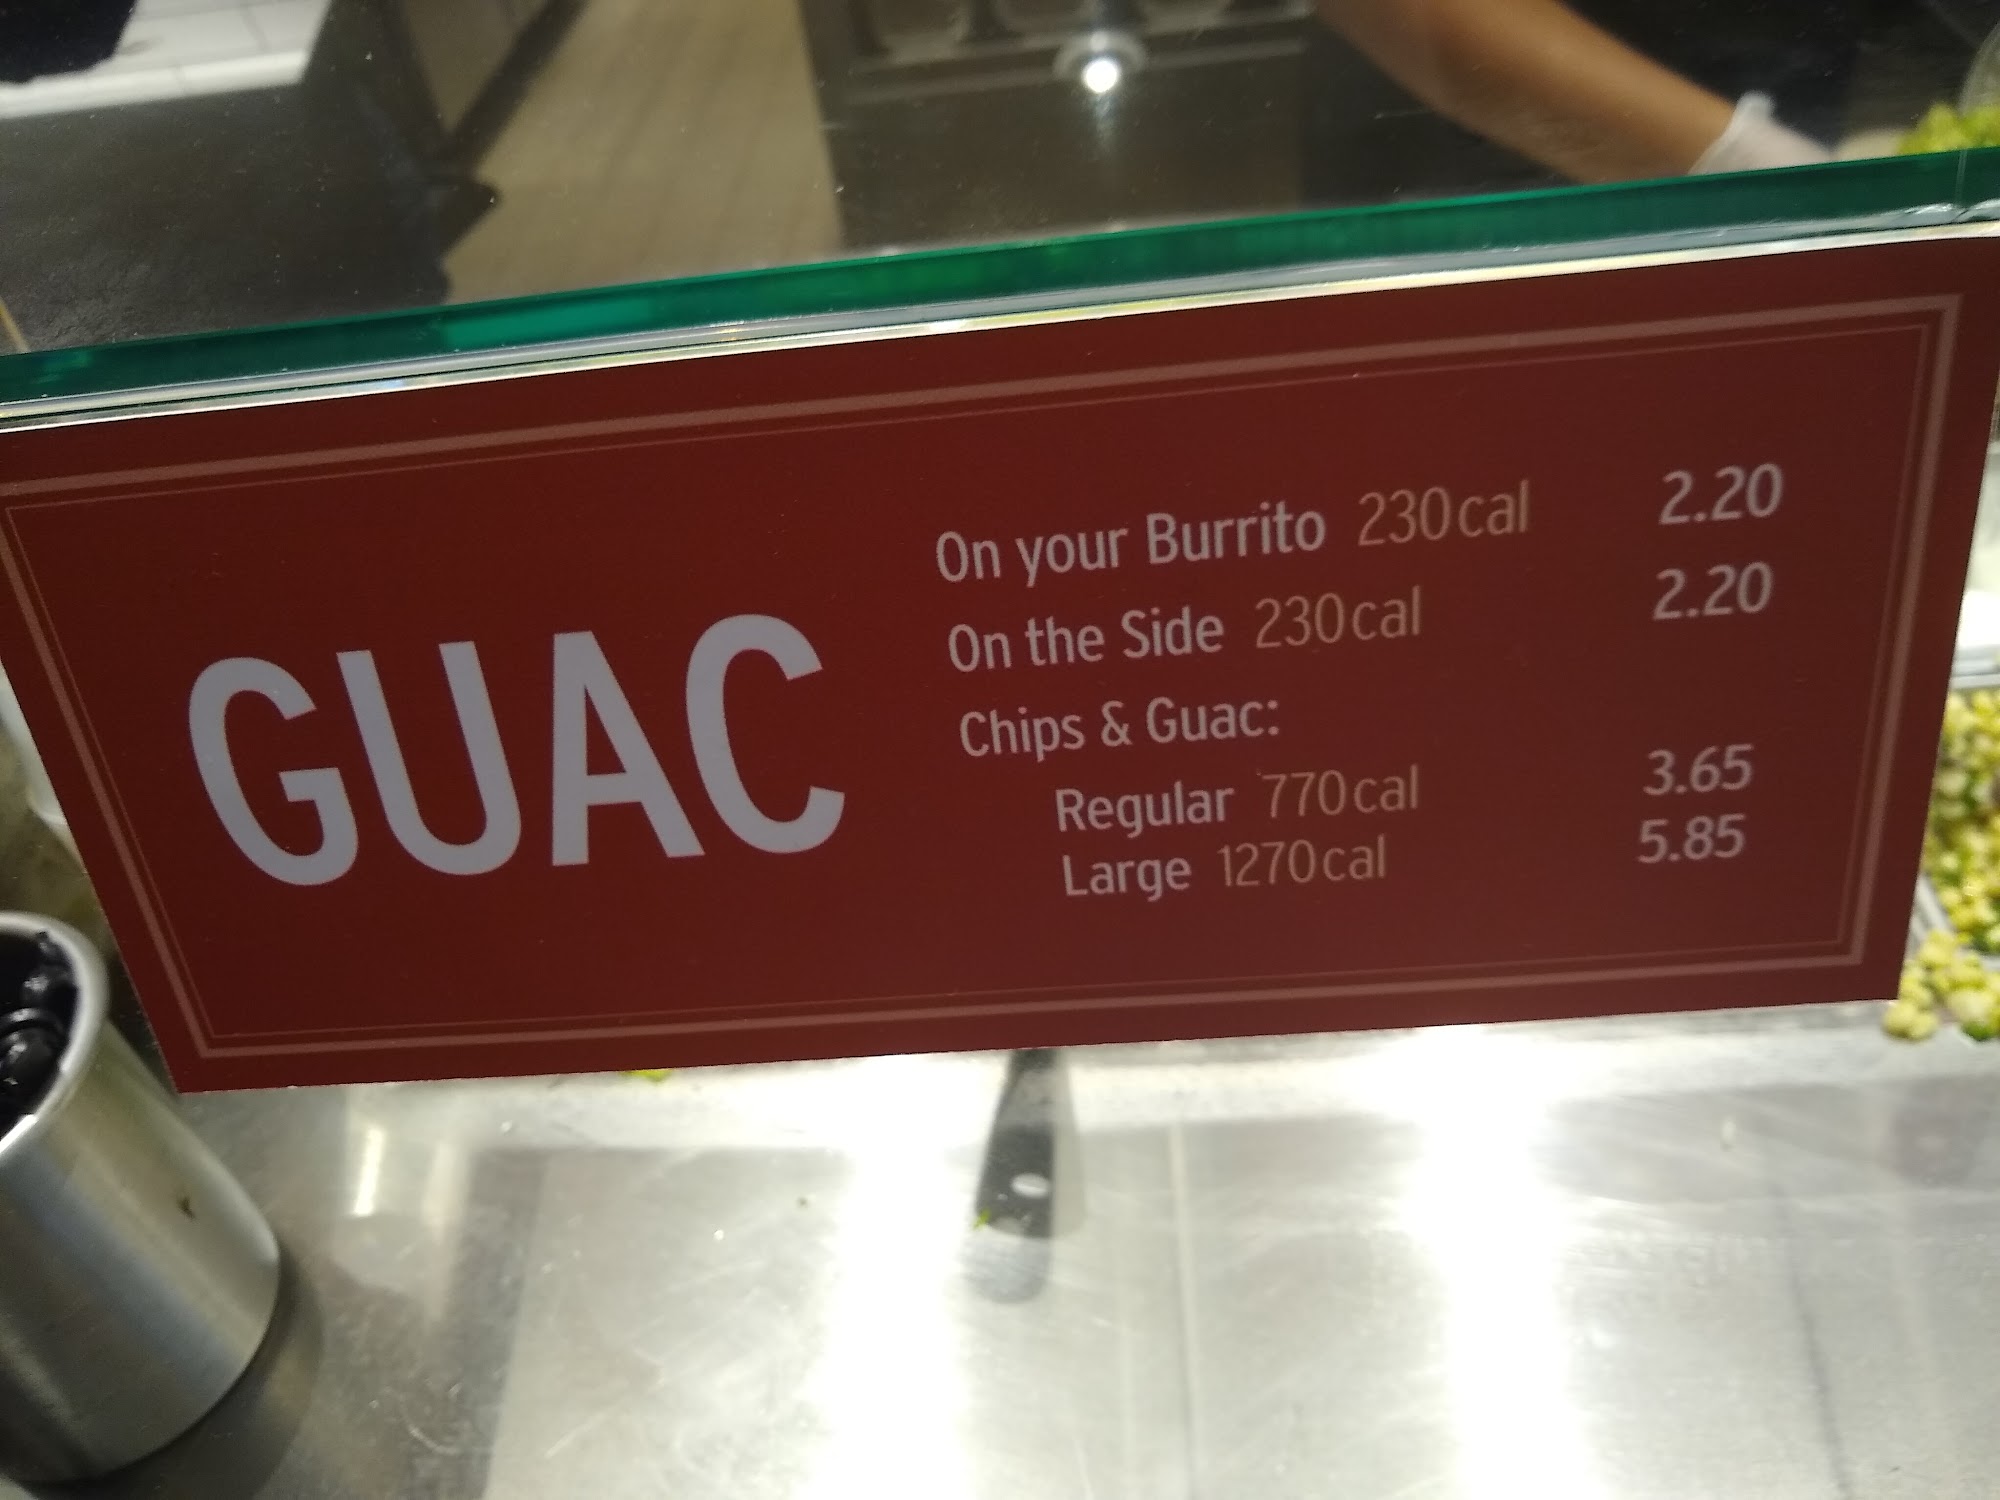 GUAC
On your Burrito 230cal 2.20
On the Side 230cal 2.20
Chips & Guac:
Regular 770cal 3.65
Large 1270cal 5.85